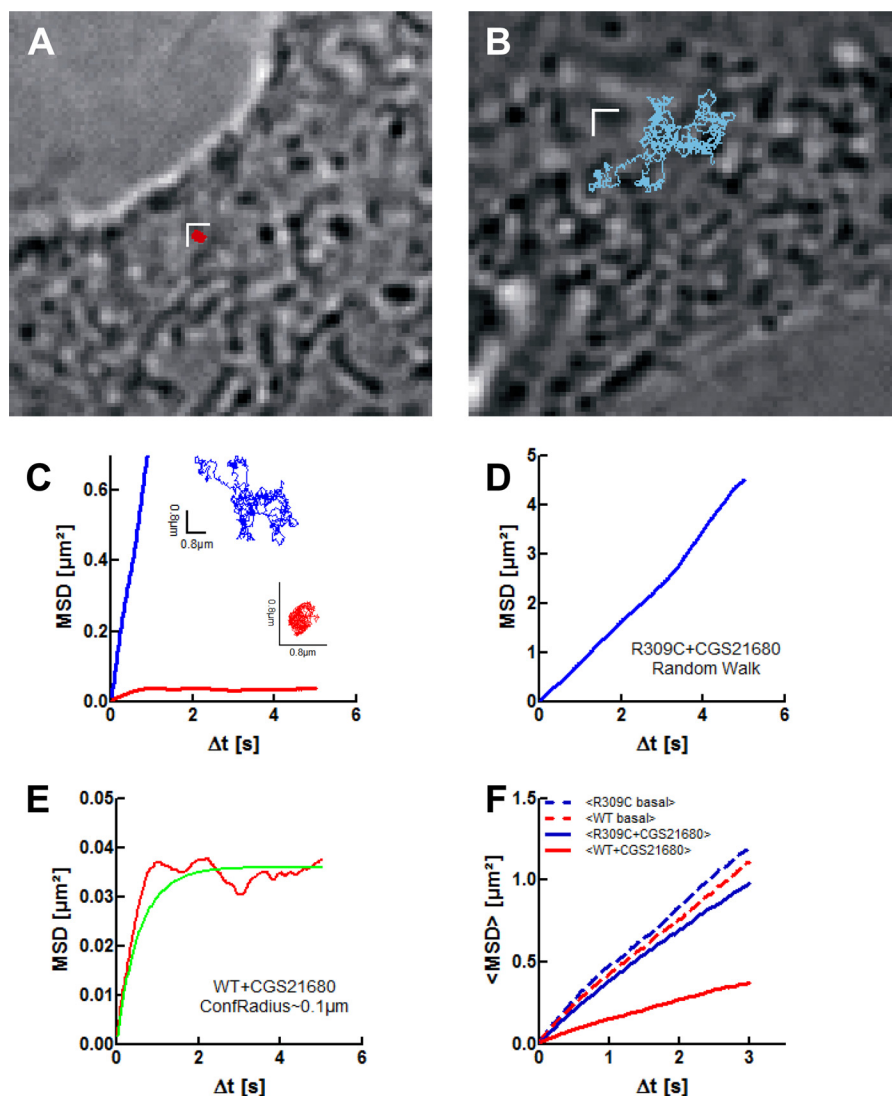 A
B
C
MSD [µm²]
0.6
0.4
0.2
0.0
0
2
4
6
Δt [s]
0.8µm
0.8µm
0.8µm
0.8µm
D
MSD [µm²]
5
4
3
2
1
0
0
2
4
6
Δt [s]
R309C+CGS21680
Random Walk
E
MSD [µm²]
0.05
0.04
0.03
0.02
0.01
0.00
0
2
4
6
Δt [s]
WT+CGS21680
ConfRadius~0.1µm
F
<MSD> [µm²]
1.5
1.0
0.5
0.0
0
1
2
3
Δt [s]
<R309C basal>
<WT basal>
<R309C+CGS21680>
<WT+CGS21680>